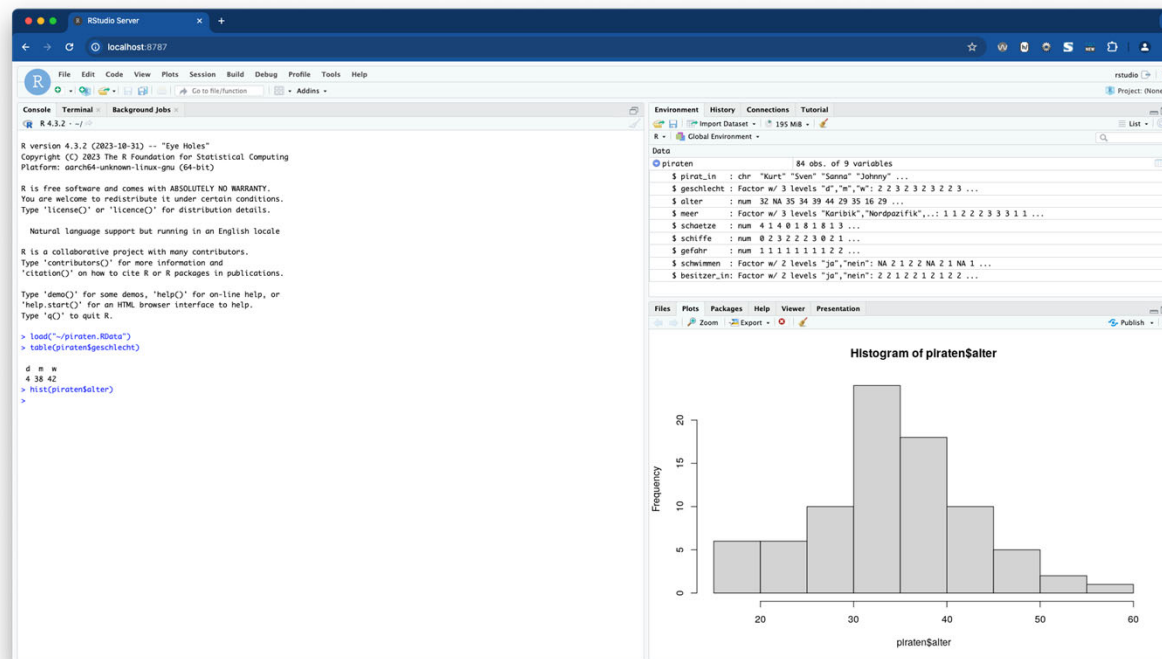 RStudio Server
localhost:8787
File Edit Code View Plots Session Build Debug Profile Tools Help
rstudio
Go to file/function
Addins
Project: (None
Console Terminal Background Jobs
R 4.3.2 · ~/
R version 4.3.2 (2023-10-31) -- "Eye Holes"
Copyright (C) 2023 The R Foundation for Statistical Computing
Platform: aarch64-unknown-linux-gnu (64-bit)
R is free software and comes with ABSOLUTELY NO WARRANTY.
You are welcome to redistribute it under certain conditions.
Type 'license()' or 'licence()' for distribution details.
Natural language support but running in an English locale
R is a collaborative project with many contributors.
Type 'contributors()' for more information and
'citation()' on how to cite R or R packages in publications.
Type 'demo()' for some demos, 'help()' for on-line help, or
'help.start()' for an HTML browser interface to help.
Type 'q()' to quit R.
> load("~/piraten.RData")
> table(piraten$geschlecht)
d m w
4 38 42
> hist(piraten$alter)
>
Environment History Connections Tutorial
Import Dataset 195 MiB List
R Global Environment
Data
piraten 84 obs. of 9 variables
$ pirat_in : chr "Kurt" "Sven" "Sanna" "Johnny" ...
$ geschlecht : Factor w/ 3 levels "d","m","w": 2 2 3 2 3 2 3 2 2 3 ...
$ alter : num 32 NA 35 34 39 44 29 35 16 29 ...
$ meer : Factor w/ 3 levels "Karibik","Nordpazifik",..: 1 1 2 2 2 3 3 3 1 1 ...
$ schaetze : num 4 1 4 0 1 8 1 8 1 3 ...
$ schiffe : num 0 2 3 2 2 2 3 0 2 1 ...
$ gefahr : num 1 1 1 1 1 1 1 1 2 2 ...
$ schwimmen : Factor w/ 2 levels "ja","nein": NA 2 1 2 2 NA 2 1 NA 1 ...
$ besitzer_in: Factor w/ 2 levels "ja","nein": 2 2 1 2 2 1 2 1 2 2 ...
Files Plots Packages Help Viewer Presentation
Zoom Export Publish
Histogram of piraten$alter
Frequency
20
15
10
5
0
20 30 40 50 60
piraten$alter